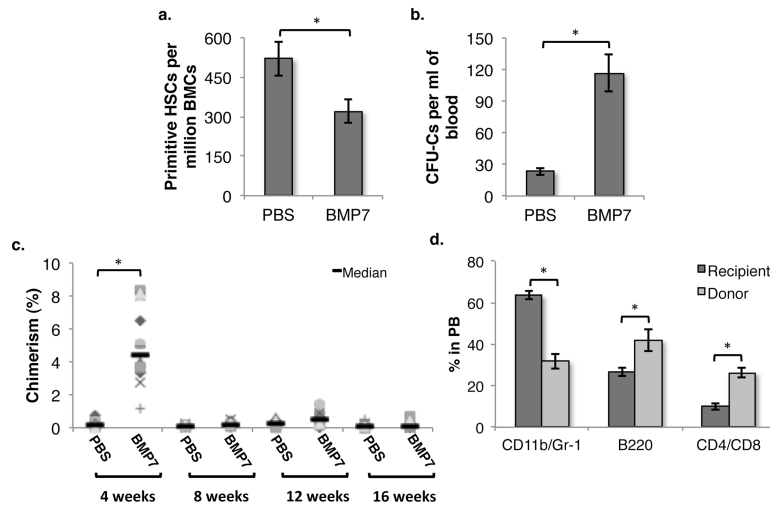 a.
*
Primitive HSCs per
million BMCs
600
450
300
150
0
PBS BMP7
b.
*
CFU-Cs per ml of
blood
150
120
90
60
30
0
PBS BMP7
c.
*
Median
Chimerism (%)
10
8
6
4
2
0
PBS BMP7 PBS BMP7 PBS BMP7 PBS BMP7
4 weeks 8 weeks 12 weeks 16 weeks
d.
Recipient
Donor
* * *
% in PB
80
60
40
20
0
CD11b/Gr-1 B220 CD4/CD8